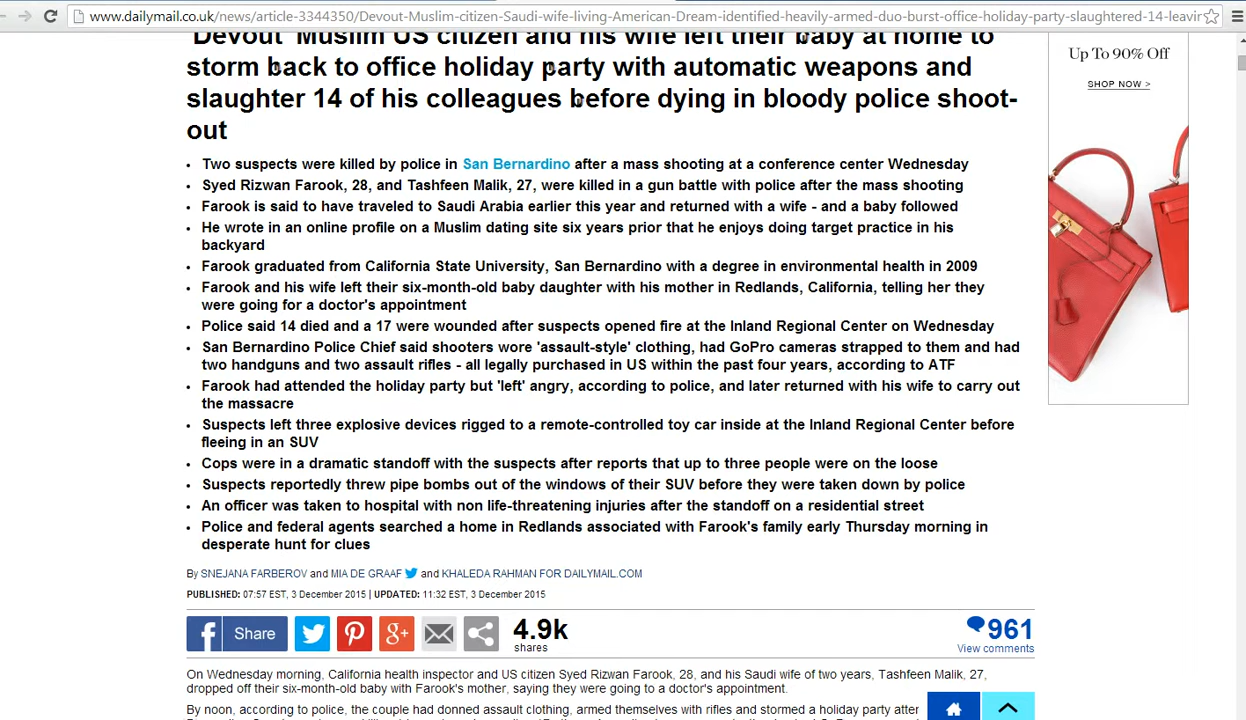 www.dailymail.co.uk/news/article-3344350/Devout-Muslim-citizen-Saudi-wife-living-American-Dream-identified-heavily-armed-duo-burst-office-holiday-party-slaughtered-14-leavir
'Devout' Muslim US citizen and his wife left their baby at home to
storm back to office holiday party with automatic weapons and
slaughter 14 of his colleagues before dying in bloody police shoot-
out
Up To 90% Off
SHOP NOW >
• Two suspects were killed by police in San Bernardino after a mass shooting at a conference center Wednesday
• Syed Rizwan Farook, 28, and Tashfeen Malik, 27, were killed in a gun battle with police after the mass shooting
• Farook is said to have traveled to Saudi Arabia earlier this year and returned with a wife - and a baby followed
• He wrote in an online profile on a Muslim dating site six years prior that he enjoys doing target practice in his
backyard
• Farook graduated from California State University, San Bernardino with a degree in environmental health in 2009
• Farook and his wife left their six-month-old baby daughter with his mother in Redlands, California, telling her they
were going for a doctor's appointment
• Police said 14 died and a 17 were wounded after suspects opened fire at the Inland Regional Center on Wednesday
• San Bernardino Police Chief said shooters wore 'assault-style' clothing, had GoPro cameras strapped to them and had
two handguns and two assault rifles - all legally purchased in US within the past four years, according to ATF
• Farook had attended the holiday party but 'left' angry, according to police, and later returned with his wife to carry out
the massacre
• Suspects left three explosive devices rigged to a remote-controlled toy car inside at the Inland Regional Center before
fleeing in an SUV
• Cops were in a dramatic standoff with the suspects after reports that up to three people were on the loose
• Suspects reportedly threw pipe bombs out of the windows of their SUV before they were taken down by police
• An officer was taken to hospital with non life-threatening injuries after the standoff on a residential street
• Police and federal agents searched a home in Redlands associated with Farook's family early Thursday morning in
desperate hunt for clues
By SNEJANA FARBEROV and MIA DE GRAAF and KHALEDA RAHMAN FOR DAILYMAIL.COM
PUBLISHED: 07:57 EST, 3 December 2015 | UPDATED: 11:32 EST, 3 December 2015
f Share
g+
4.9k
shares
961
View comments
On Wednesday morning, California health inspector and US citizen Syed Rizwan Farook, 28, and his Saudi wife of two years, Tashfeen Malik, 27,
dropped off their six-month-old baby with Farook's mother, saying they were going to a doctor's appointment.
By noon, according to police, the couple had donned assault clothing, armed themselves with rifles and stormed a holiday party after